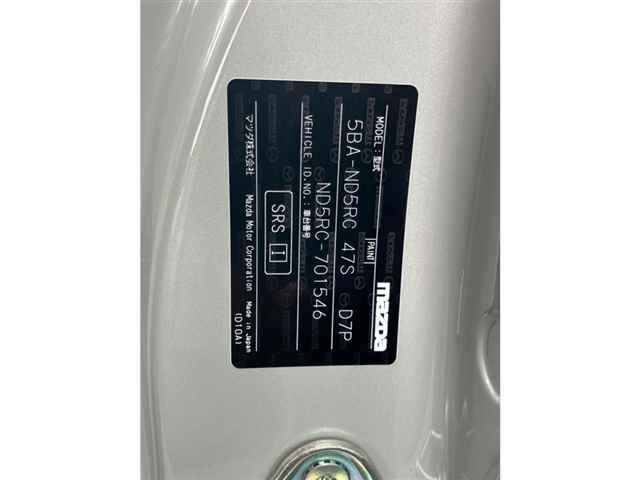 mazda
MODEL:型式 PAINT
5BA-ND5RC 47S D7P
VEHICLE ID.NO.:車台番号
ND5RC-701546
SRS I
マツダ株式会社 Mazda Motor Corporation Made in Japan
ID10A1